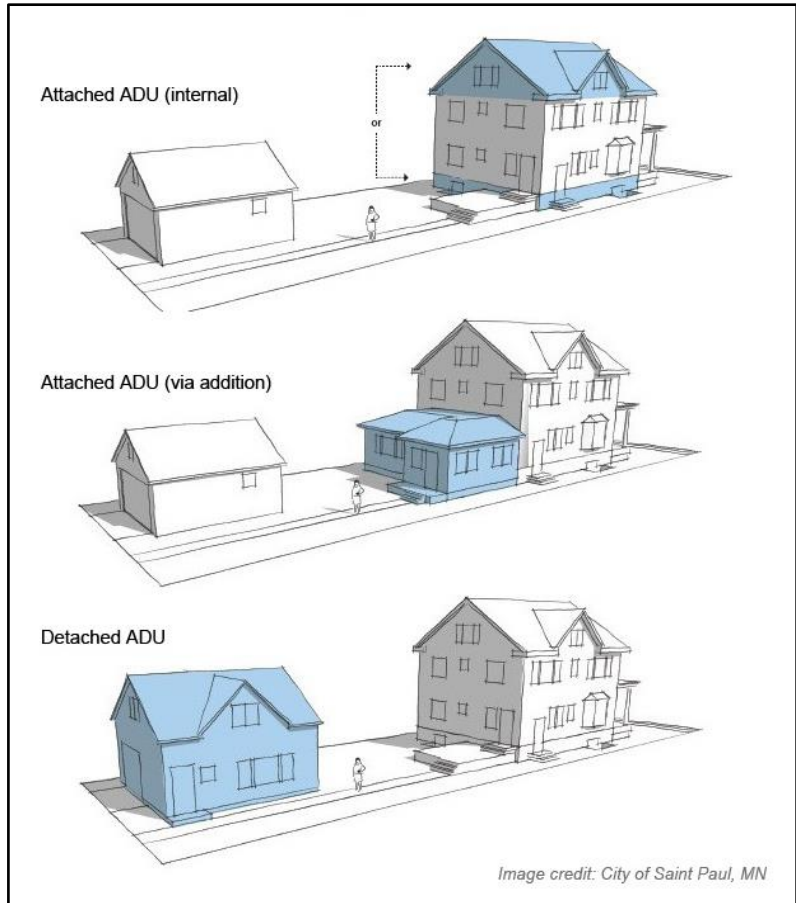 Attached ADU (internal)
or
Attached ADU (via addition)
Detached ADU
Image credit: City of Saint Paul, MN